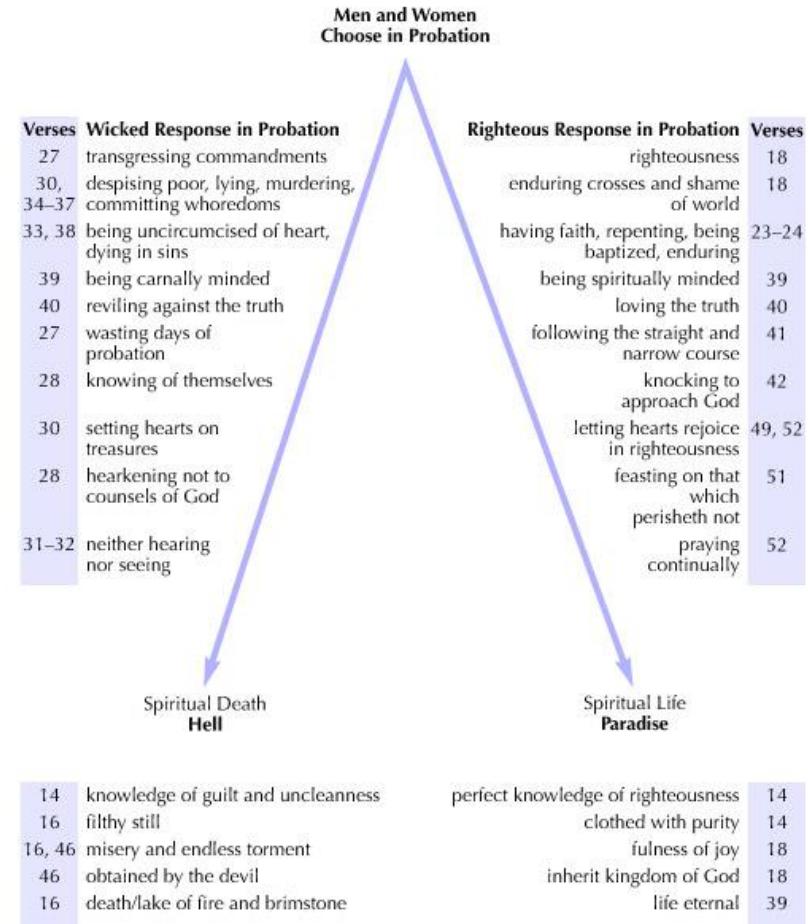 Men and Women
Choose in Probation
Verses Wicked Response in Probation
27 transgressing commandments
30, despising poor, lying, murdering,
34–37 committing whoredoms
33, 38 being uncircumcised of heart,
dying in sins
39 being carnally minded
40 reviling against the truth
27 wasting days of
probation
28 knowing of themselves
30 setting hearts on
treasures
28 hearkening not to
counsels of God
31–32 neither hearing
nor seeing
Righteous Response in Probation Verses
righteousness 18
enduring crosses and shame 18
of world
having faith, repenting, being 23–24
baptized, enduring
being spiritually minded 39
loving the truth 40
following the straight and 41
narrow course
knocking to 42
approach God
letting hearts rejoice 49, 52
in righteousness
feasting on that 51
which
perisheth not
praying 52
continually
Spiritual Death
Hell
Spiritual Life
Paradise
14 knowledge of guilt and uncleanness
16 filthy still
16, 46 misery and endless torment
46 obtained by the devil
16 death/lake of fire and brimstone
perfect knowledge of righteousness 14
clothed with purity 14
fulness of joy 18
inherit kingdom of God 18
life eternal 39